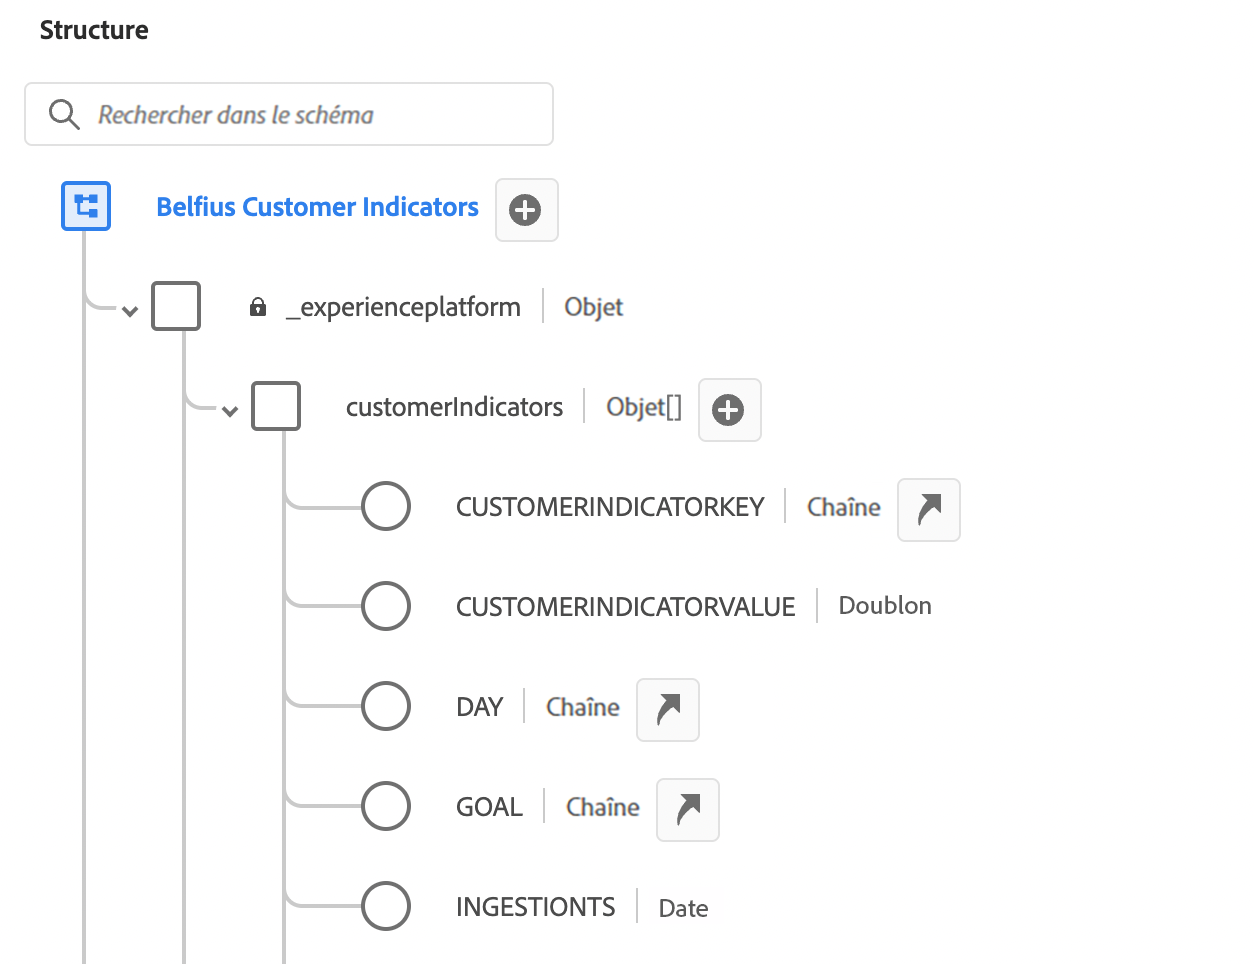 Structure
Rechercher dans le schéma
Belfius Customer Indicators
_experienceplatform Objet
customerIndicators Objet[]
CUSTOMERINDICATORKEY Chaîne
CUSTOMERINDICATORVALUE Doublon
DAY Chaîne
GOAL Chaîne
INGESTIONTS Date